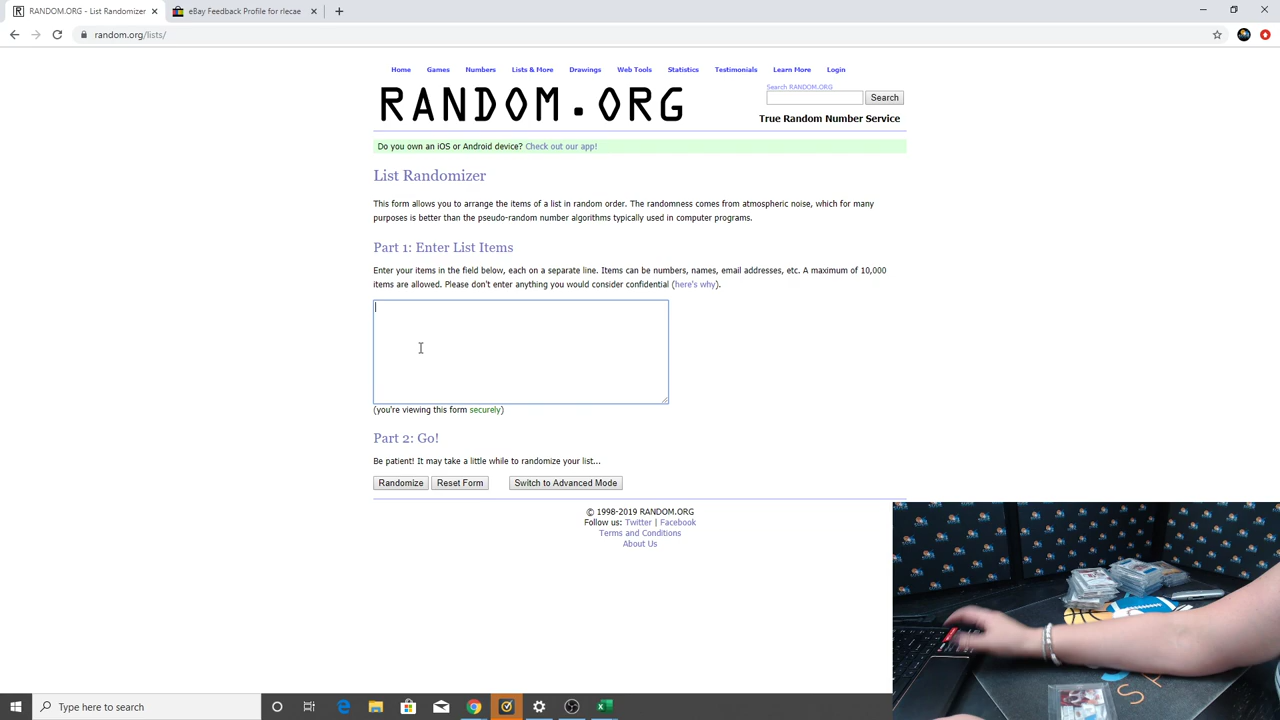 RANDOM.ORG - List Randomizer
eBay Feedback Profile for rlecae
random.org/lists/
Home Games Numbers Lists & More Drawings Web Tools Statistics Testimonials Learn More Login
RANDOM.ORG
Search RANDOM.ORG
Search
True Random Number Service
Do you own an iOS or Android device? Check out our app!
List Randomizer
This form allows you to arrange the items of a list in random order. The randomness comes from atmospheric noise, which for many
purposes is better than the pseudo-random number algorithms typically used in computer programs.
Part 1: Enter List Items
Enter your items in the field below, each on a separate line. Items can be numbers, names, email addresses, etc. A maximum of 10,000
items are allowed. Please don't enter anything you would consider confidential (here's why).
(you're viewing this form securely)
Part 2: Go!
Be patient! It may take a little while to randomize your list...
Randomize Reset Form Switch to Advanced Mode
© 1998-2019 RANDOM.ORG
Follow us: Twitter | Facebook
Terms and Conditions
About Us
Type here to search